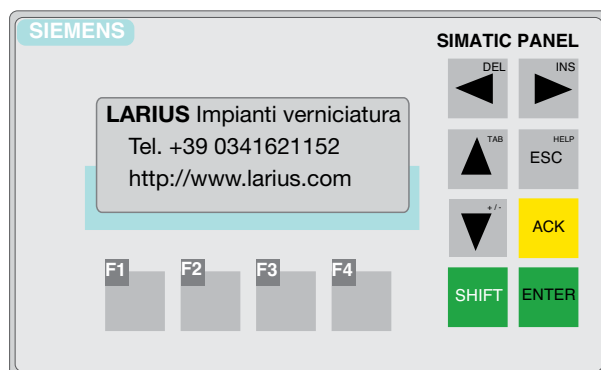 SIEMENS
SIMATIC PANEL
DEL
INS
LARIUS Impianti verniciatura
Tel. +39 0341621152
http://www.larius.com
TAB
HELP
ESC
+ / -
ACK
F1
F2
F3
F4
SHIFT
ENTER